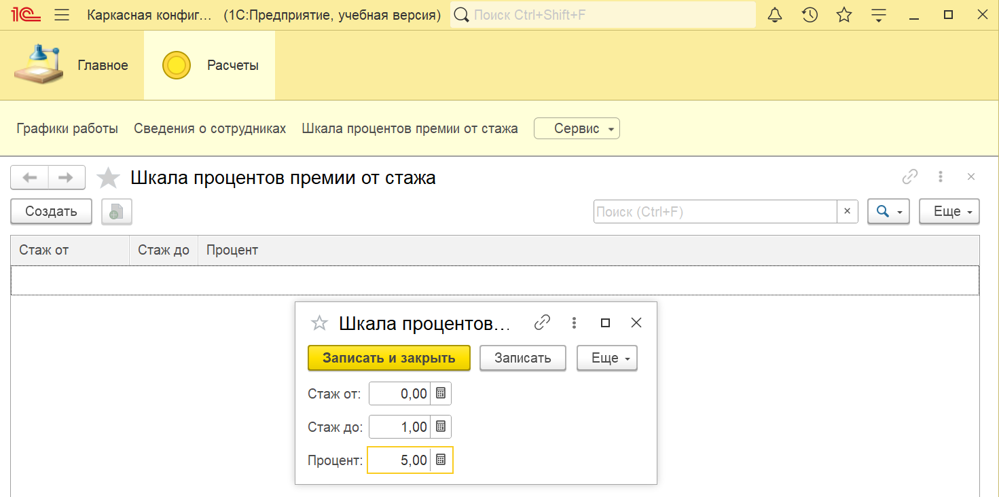 1С Каркасная конфиг... (1С:Предприятие, учебная версия) Поиск Ctrl+Shift+F
Главное Расчеты
Графики работы Сведения о сотрудниках Шкала процентов премии от стажа Сервис
Шкала процентов премии от стажа
Создать Поиск (Ctrl+F) × Еще
Стаж от Стаж до Процент
Шкала процентов...
Записать и закрыть Записать Еще
Стаж от: 0,00
Стаж до: 1,00
Процент: 5,00